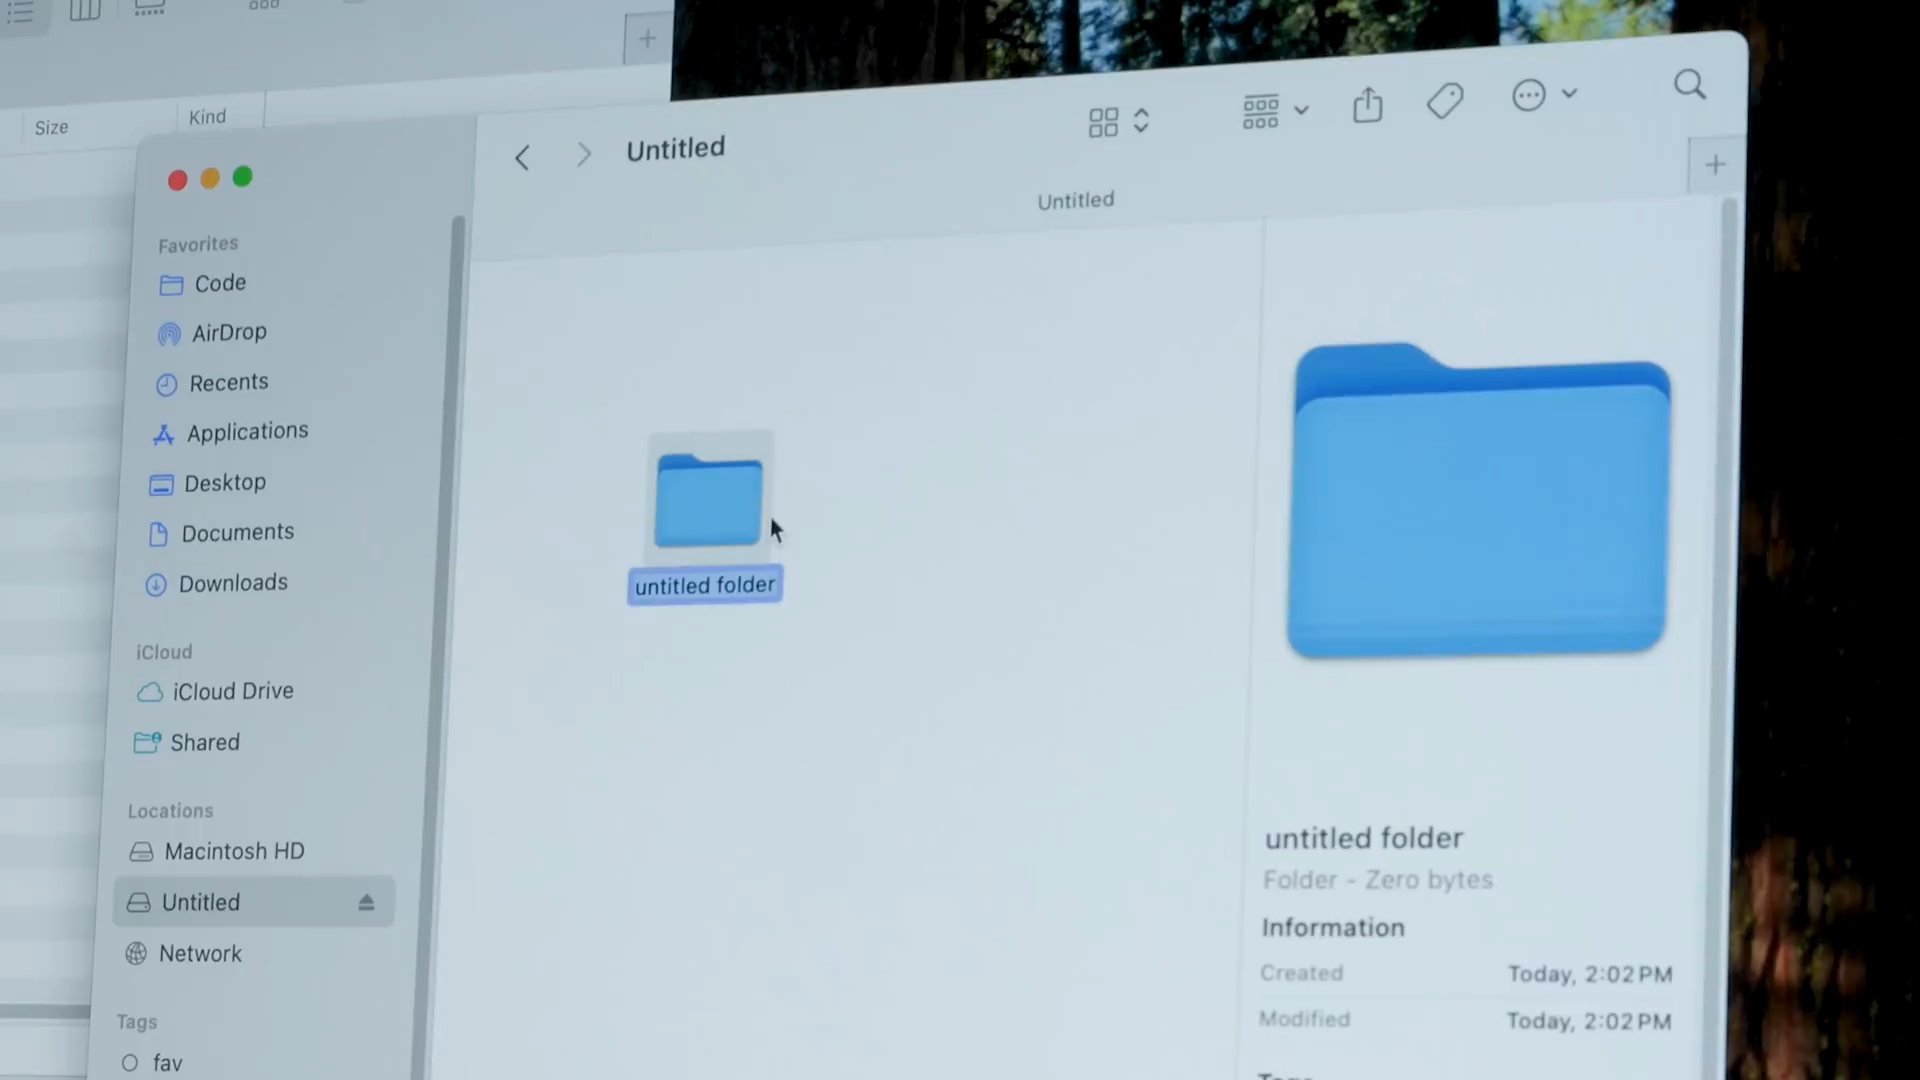 Size
Kind
Untitled
Untitled
Favorites
Code
AirDrop
Recents
Applications
Desktop
Documents
Downloads
iCloud
iCloud Drive
Shared
Locations
Macintosh HD
Untitled
Network
Tags
fav
untitled folder
untitled folder
Folder - Zero bytes
Information
Created Today, 2:02 PM
Modified Today, 2:02 PM